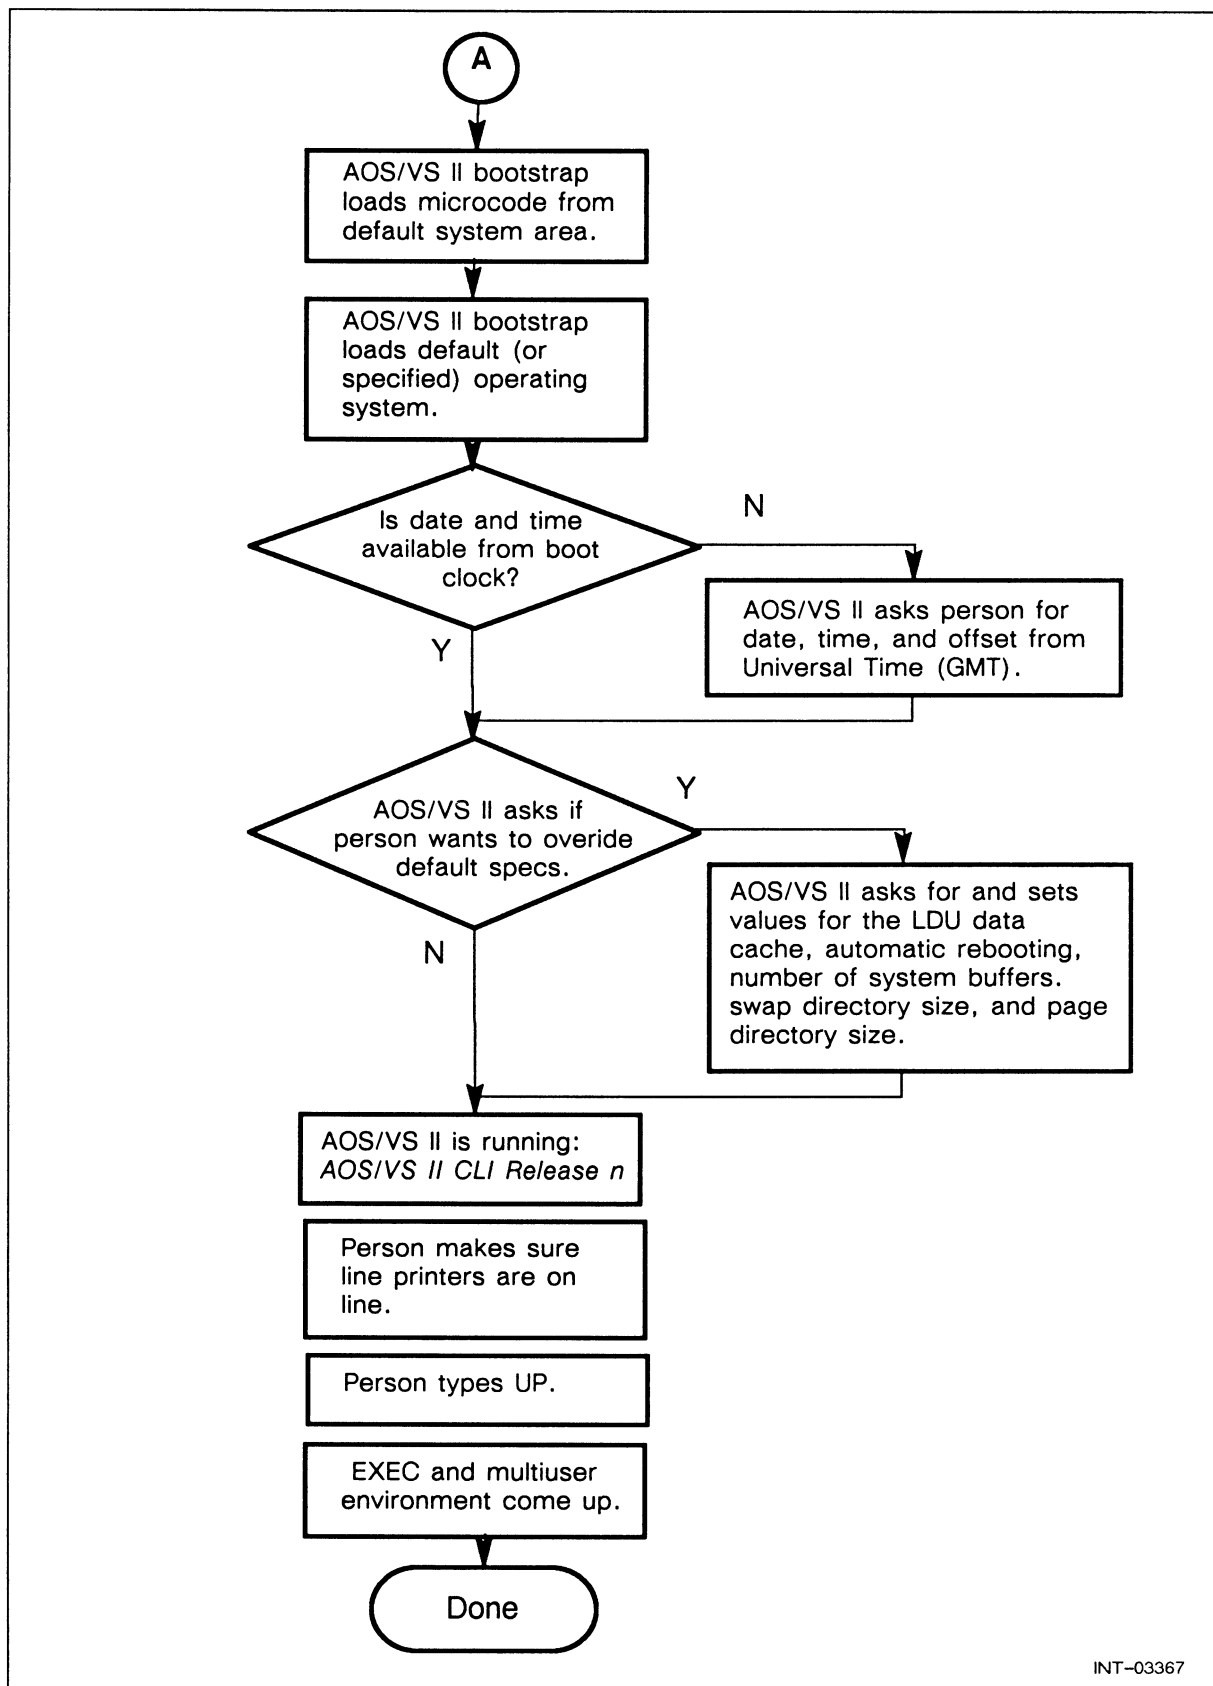 A
AOS/VS II bootstrap
loads microcode from
default system area.
AOS/VS II bootstrap
loads default (or
specified) operating
system.
Is date and time
available from boot
clock?
N
AOS/VS II asks person for
date, time, and offset from
Universal Time (GMT).
Y
AOS/VS II asks if
person wants to overide
default specs.
Y
AOS/VS II asks for and sets
values for the LDU data
cache, automatic rebooting,
number of system buffers.
swap directory size, and page
directory size.
N
AOS/VS II is running:
AOS/VS II CLI Release n
Person makes sure
line printers are on
line.
Person types UP.
EXEC and multiuser
environment come up.
Done
INT-03367